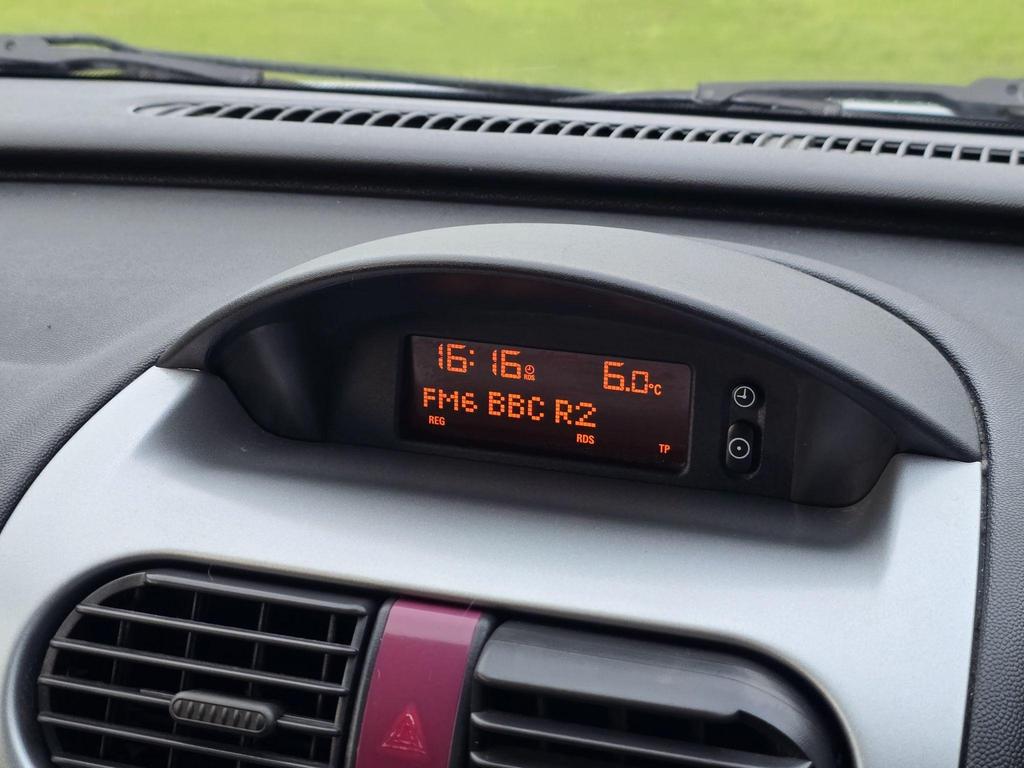 16:16 RDS 6.0°C
FM6 BBC R2
REG RDS TP